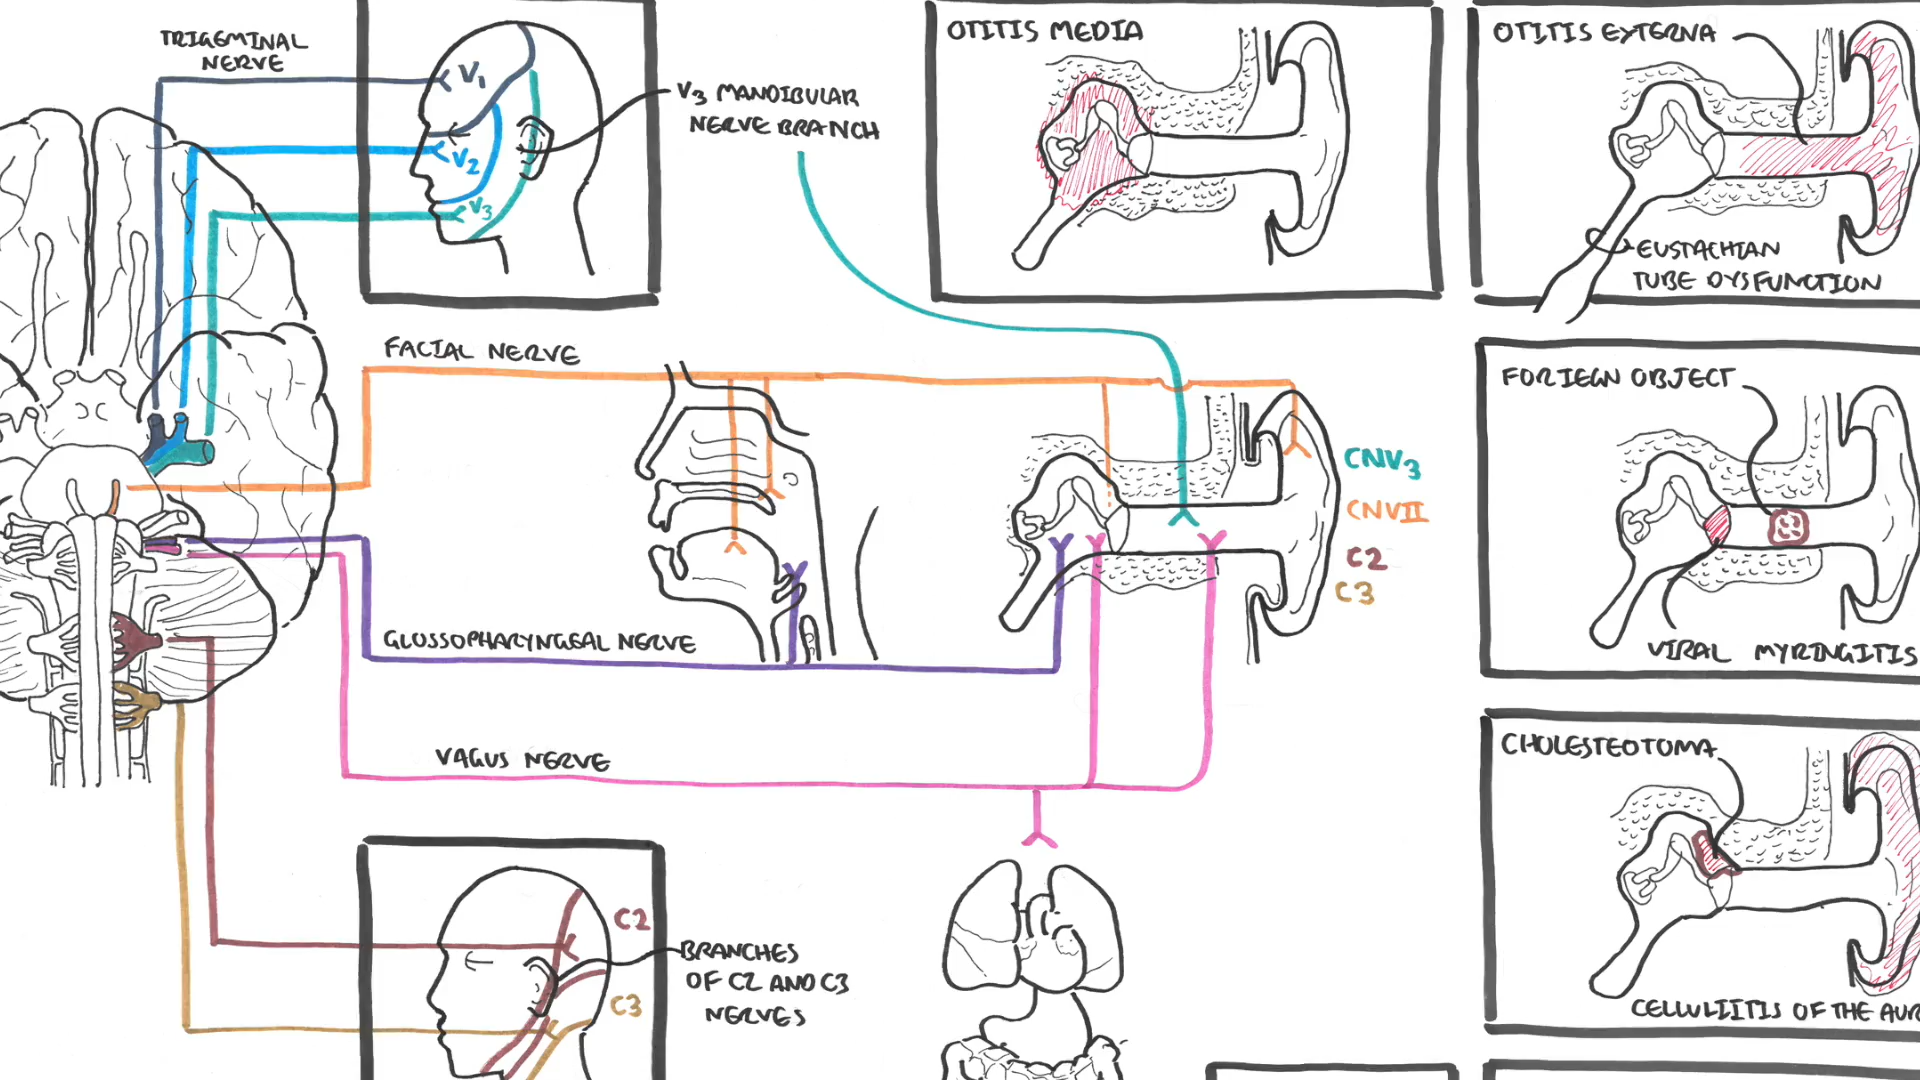 TRIGEMINAL
NERVE
V1
V2
V3
V3 MANDIBULAR
NERVE BRANCH
OTITIS MEDIA
OTITIS EXTERNA
EUSTACHIAN
TUBE DYSFUNCTION
FACIAL NERVE
FORIEGN OBJECT
CNV3
CNVII
C2
C3
GLOSSOPHARYNGEAL NERVE
VIRAL MYRINGITIS
VAGUS NERVE
CHOLESTEOTOMA
C2
BRANCHES
OF C2 AND C3
NERVES
C3
CELLULIITIS OF THE AUR